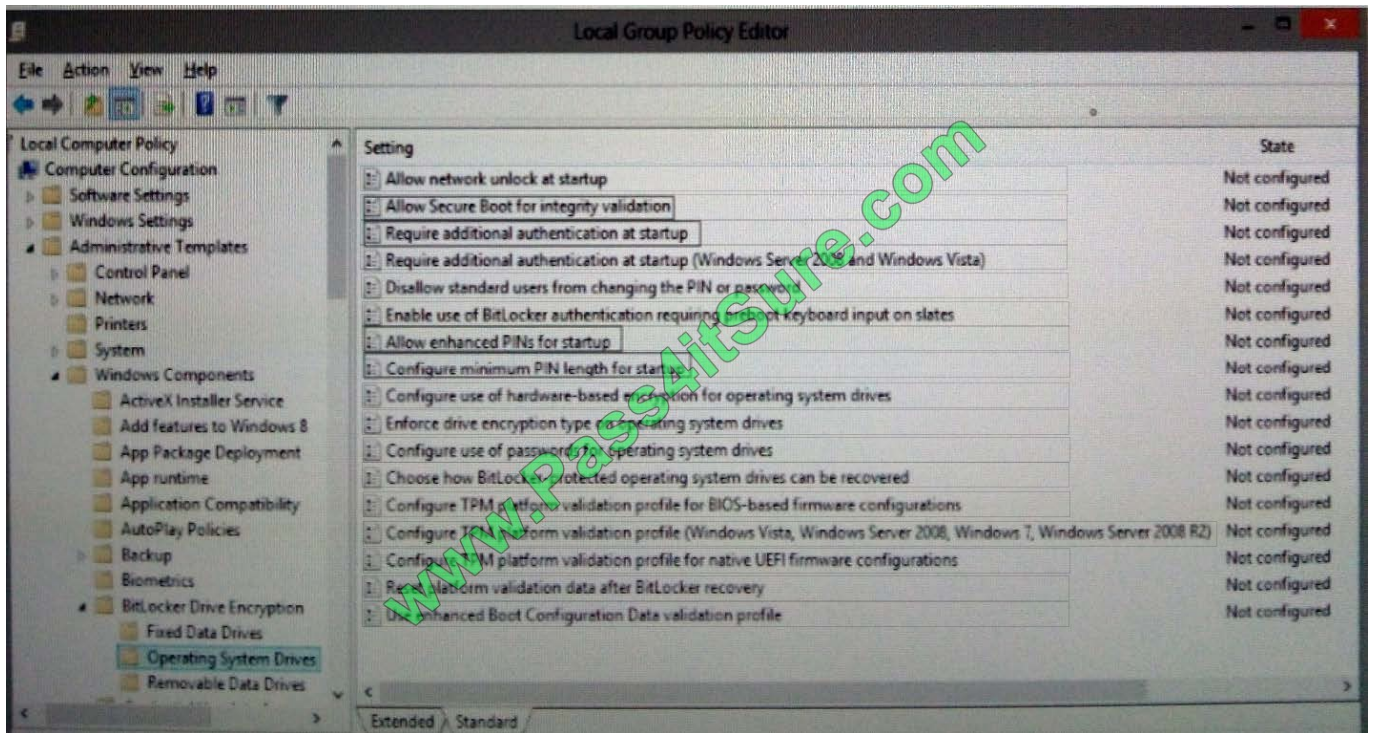 Local Group Policy Editor
File Action View Help
Local Computer Policy
Computer Configuration
Software Settings
Windows Settings
Administrative Templates
Control Panel
Network
Printers
System
Windows Components
ActiveX Installer Service
Add features to Windows 8
App Package Deployment
App runtime
Application Compatibility
AutoPlay Policies
Backup
Biometrics
BitLocker Drive Encryption
Fixed Data Drives
Operating System Drives
Removable Data Drives
Setting State
Allow network unlock at startup Not configured
Allow Secure Boot for integrity validation Not configured
Require additional authentication at startup Not configured
Require additional authentication at startup (Windows Server 2008 and Windows Vista) Not configured
Disallow standard users from changing the PIN or password Not configured
Enable use of BitLocker authentication requiring preboot keyboard input on slates Not configured
Allow enhanced PINs for startup Not configured
Configure minimum PIN length for startup Not configured
Configure use of hardware-based encryption for operating system drives Not configured
Enforce drive encryption type on operating system drives Not configured
Configure use of passwords for operating system drives Not configured
Choose how BitLocker-protected operating system drives can be recovered Not configured
Configure TPM platform validation profile for BIOS-based firmware configurations Not configured
Configure TPM platform validation profile (Windows Vista, Windows Server 2008, Windows 7, Windows Server 2008 R2) Not configured
Configure TPM platform validation profile for native UEFI firmware configurations Not configured
Reset platform validation data after BitLocker recovery Not configured
Use enhanced Boot Configuration Data validation profile Not configured
Extended Standard
www.Pass4itSure.com